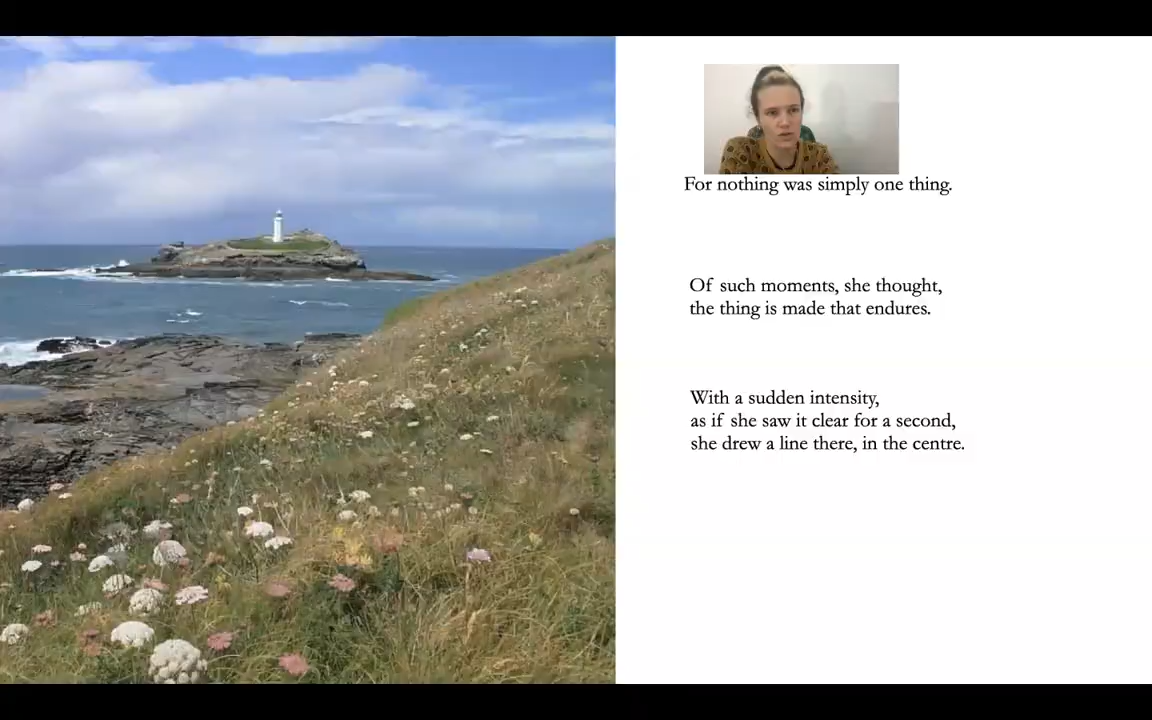 For nothing was simply one thing.
Of such moments, she thought,
the thing is made that endures.
With a sudden intensity,
as if she saw it clear for a second,
she drew a line there, in the centre.